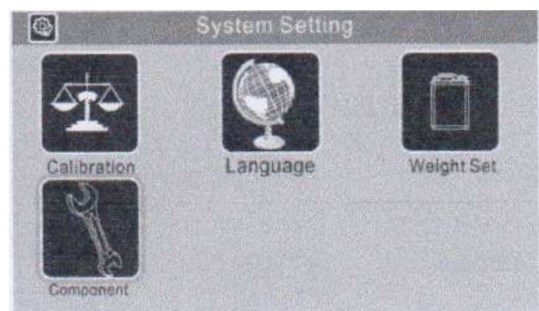 System Setting
Calibration
Language
Weight Set
Component